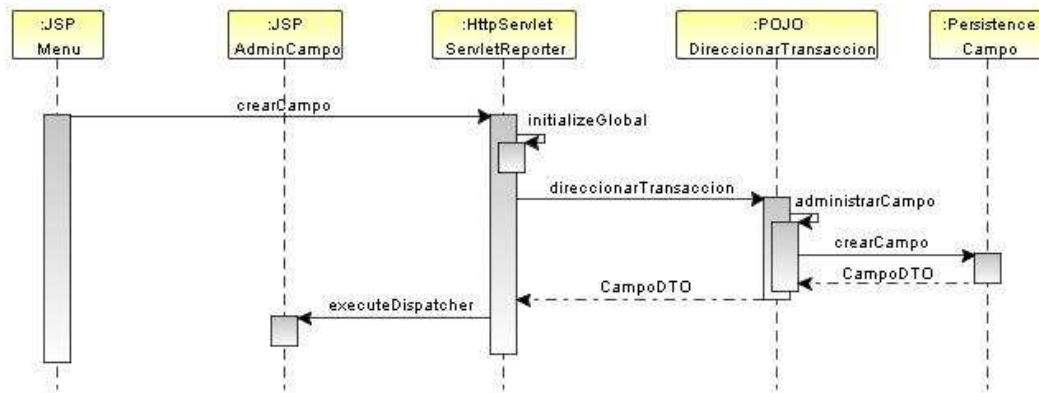 :JSP
Menu
:JSP
AdminCampo
:HttpServlet
ServletReporter
:POJO
DireccionarTransaccion
:Persistence
Campo
crearCampo
initializeGlobal
direccionarTransaccion
administrarCampo
crearCampo
CampoDTO
CampoDTO
executeDispatcher